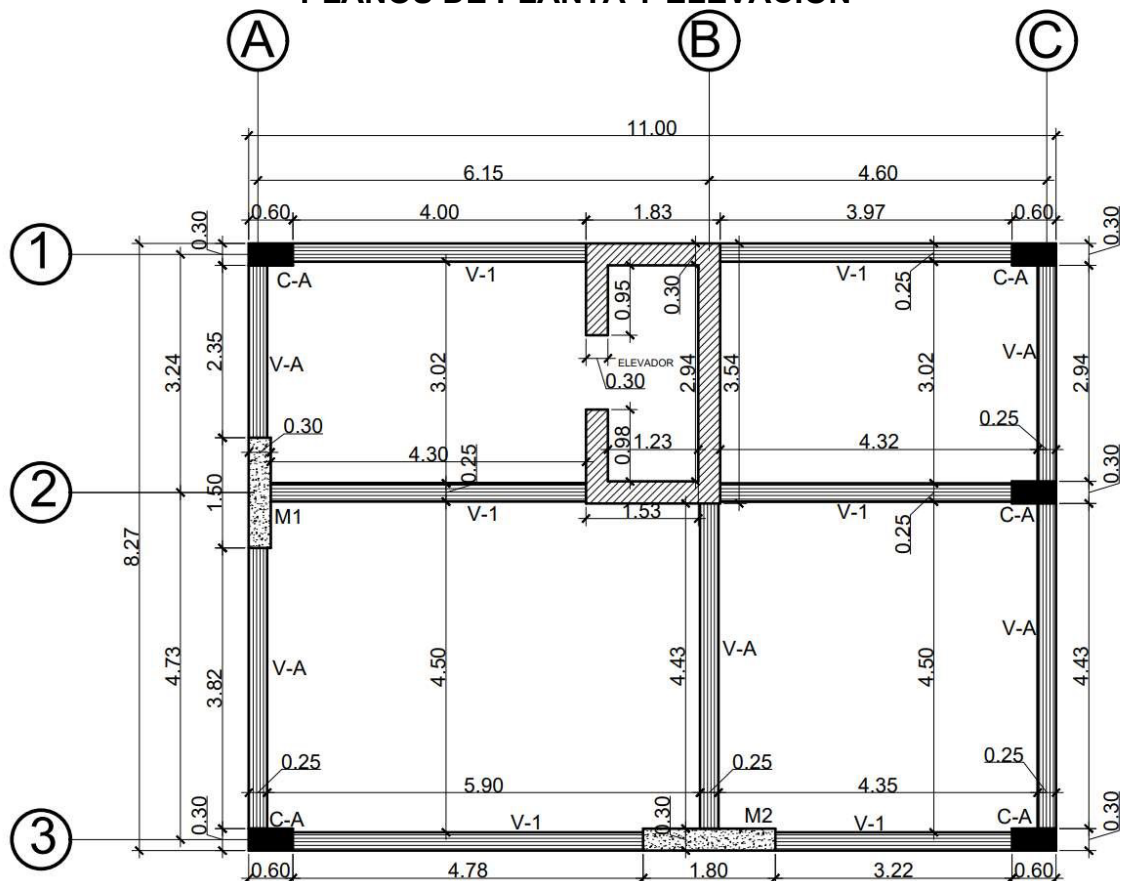 PLANOS DE PLANTA Y ELEVACIÓN
A B C
11.00
6.15 4.60
0.60 4.00 1.83 3.97 0.60
0.30 0.30
1
C-A V-1 V-1 C-A
0.95 0.30 0.25
2.35 3.24 V-A 3.02 ELEVADOR 2.94 3.54 3.02 V-A 2.94
0.30
0.30 0.98 1.23 0.25
4.30 0.25 4.32 0.30
2
1.50 M1 V-1 1.53 V-1 0.25 C-A
8.27
4.73 3.82 V-A 4.50 4.43 V-A 4.50 V-A 4.43
0.25 0.25 0.25
5.90 4.35
0.30 C-A V-1 0.30 M2 V-1 C-A 0.30
3
0.60 4.78 1.80 3.22 0.60